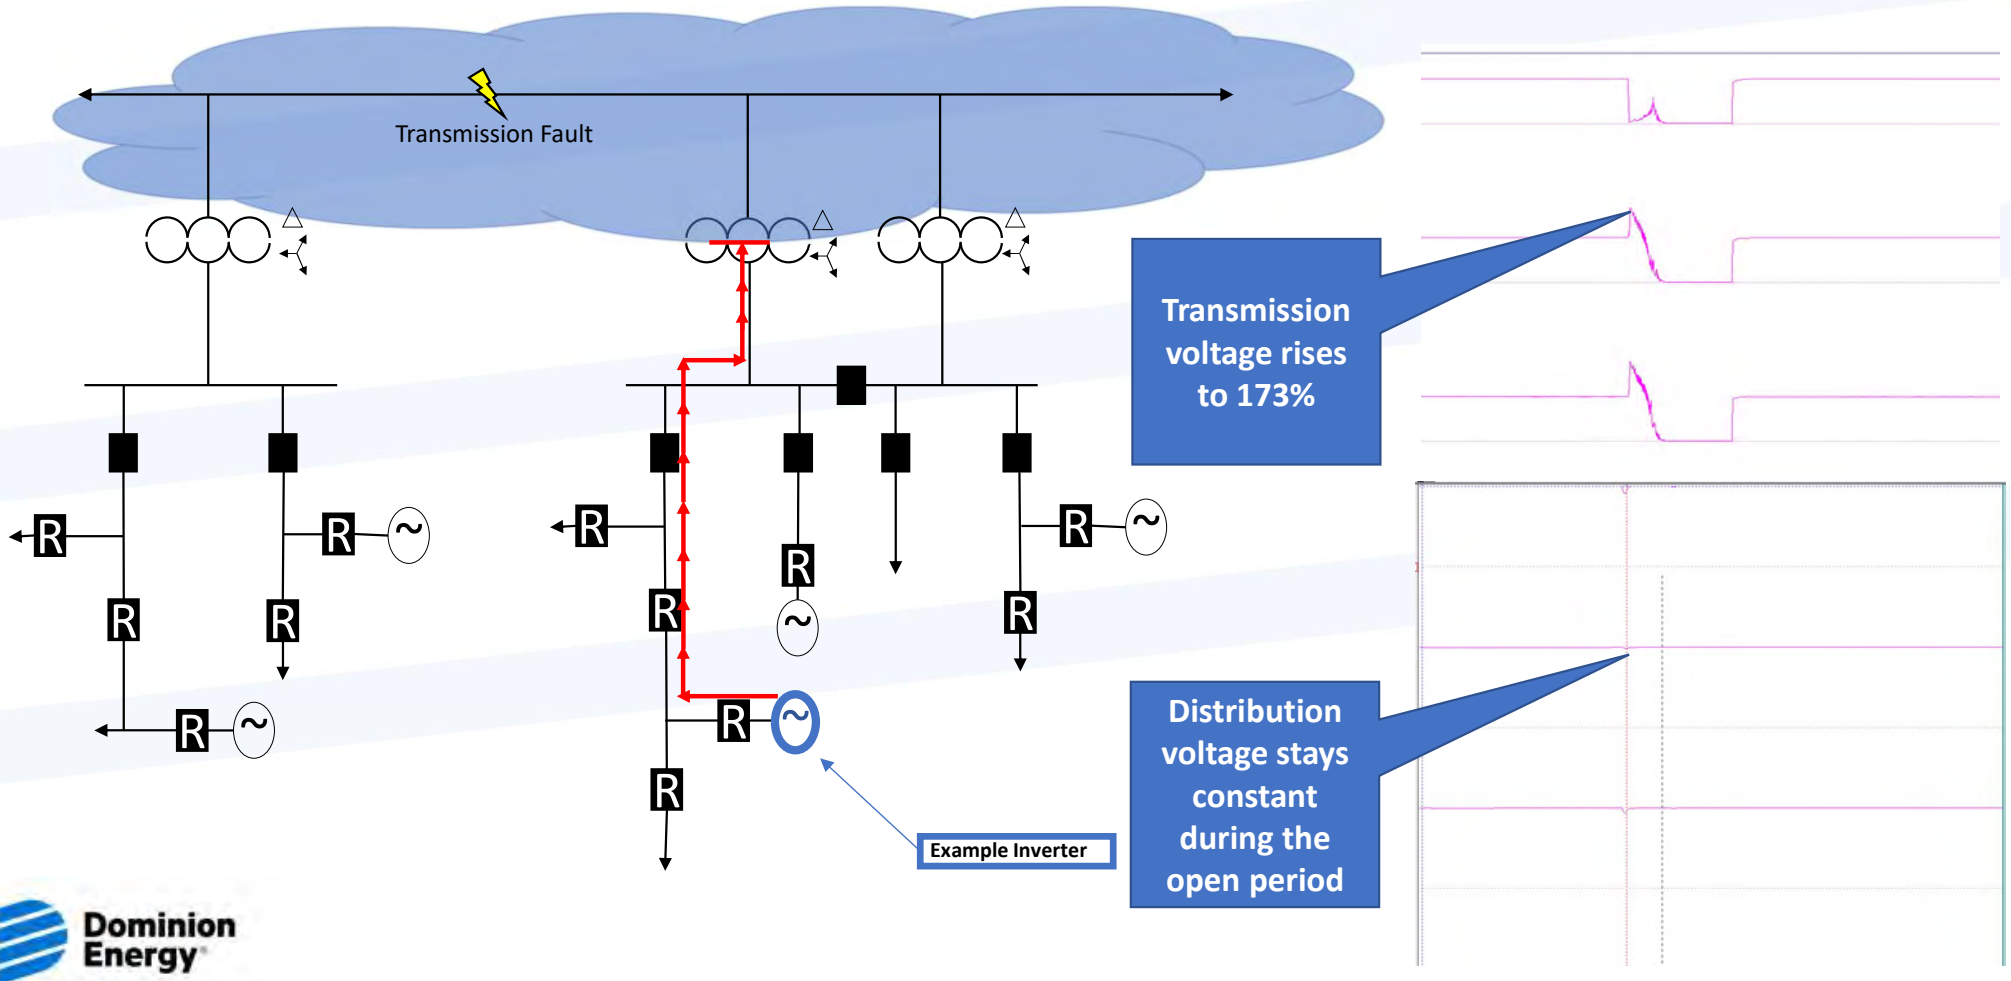 Transmission Fault
Transmission
voltage rises
to 173%
R
R
R
R
R
R
R
R
R
R
R
R
~
~
~
~
~
Distribution
voltage stays
constant
during the
open period
Example Inverter
Dominion
Energy®